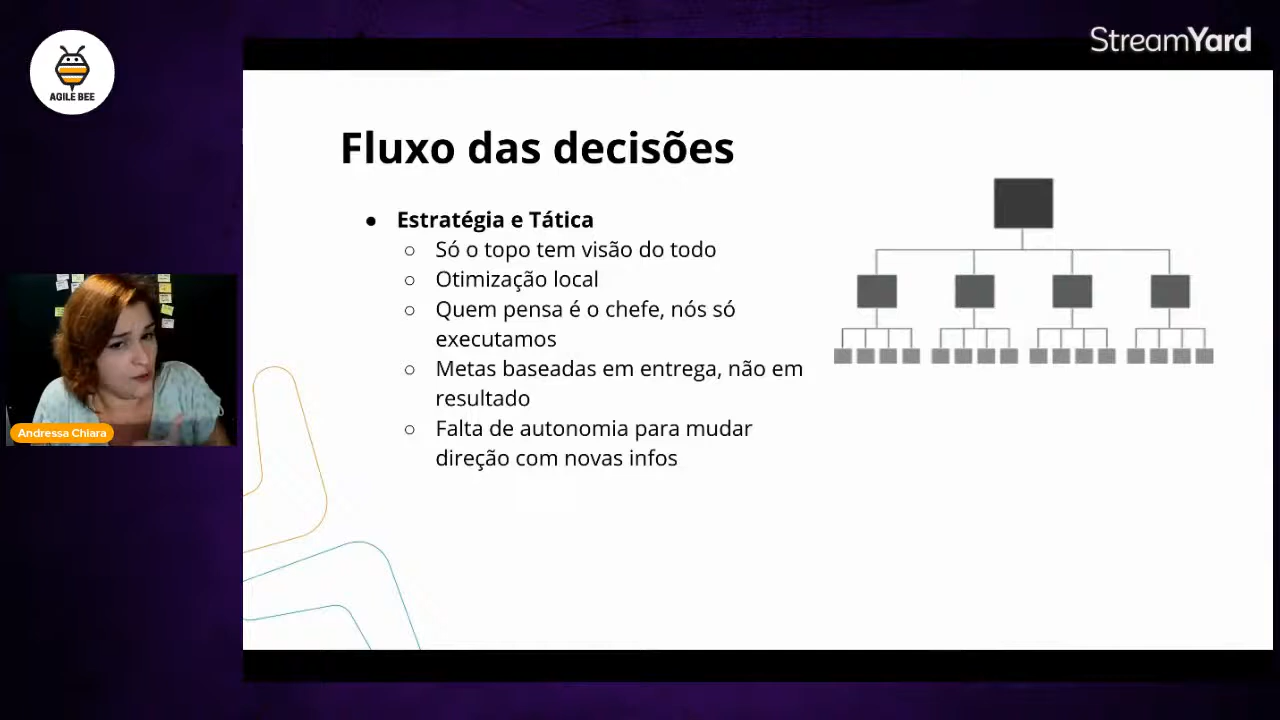 AGILE BEE
StreamYard
Fluxo das decisões
● Estratégia e Tática
○ Só o topo tem visão do todo
○ Otimização local
○ Quem pensa é o chefe, nós só
executamos
○ Metas baseadas em entrega, não em
resultado
○ Falta de autonomia para mudar
direção com novas infos
Andressa Chiara